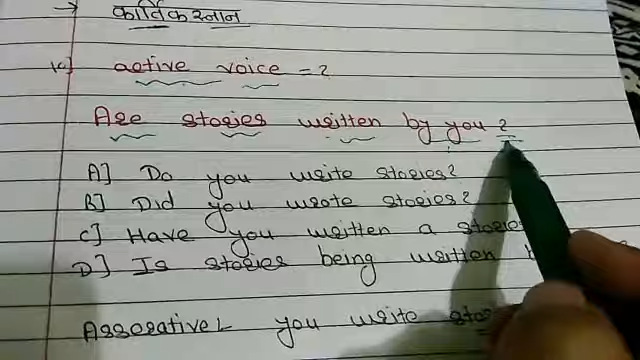 → कार्तिक स्नान
active voice = ?
Are stories written by you ?
A] Do you write stories?
B] Did you wrote stories?
C] Have you written a stories
D] Is stories being written
you write